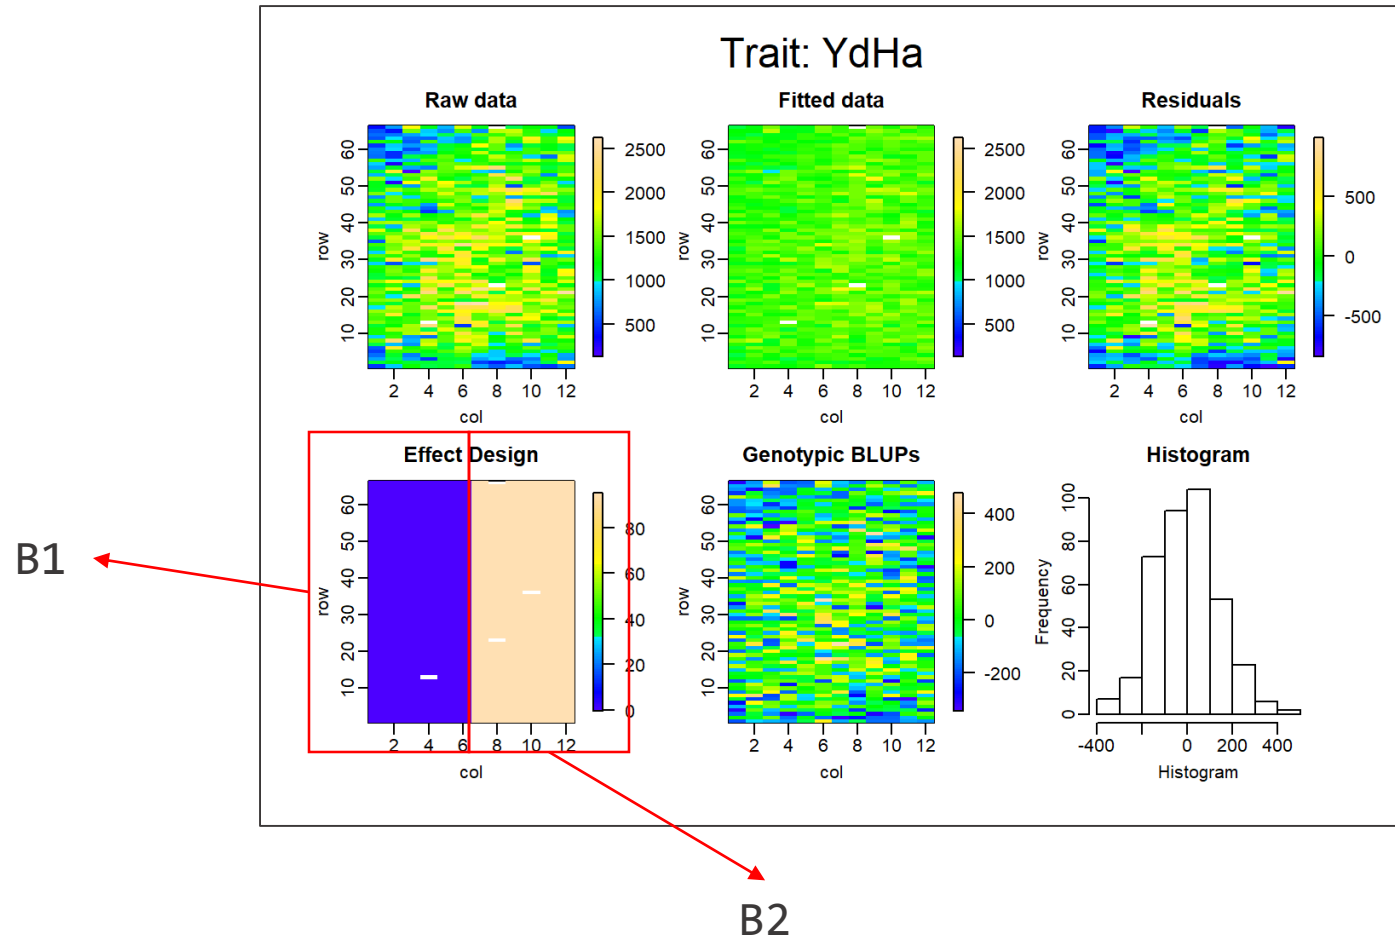 Trait: YdHa
Raw data
Fitted data
Residuals
row
10 20 30 40 50 60
2 4 6 8 10 12
col
500 1000 1500 2000 2500
row
10 20 30 40 50 60
2 4 6 8 10 12
col
500 1000 1500 2000 2500
row
10 20 30 40 50 60
2 4 6 8 10 12
col
-500 0 500
Effect Design
Genotypic BLUPs
Histogram
B1
row
10 20 30 40 50 60
2 4 6 8 10 12
col
0 20 40 60 80
row
10 20 30 40 50 60
2 4 6 8 10 12
col
-200 0 200 400
Frequency
0 20 40 60 80 100
-400 0 200 400
Histogram
B2